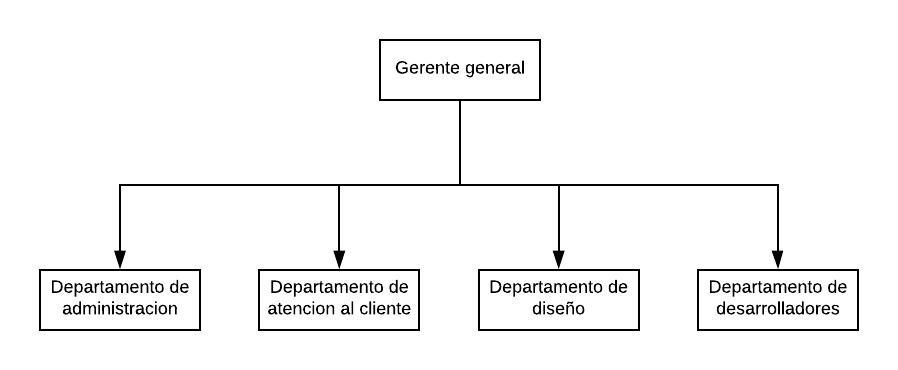 Gerente general
Departamento de
administracion
Departamento de
atencion al cliente
Departamento de
diseño
Departamento de
desarrolladores